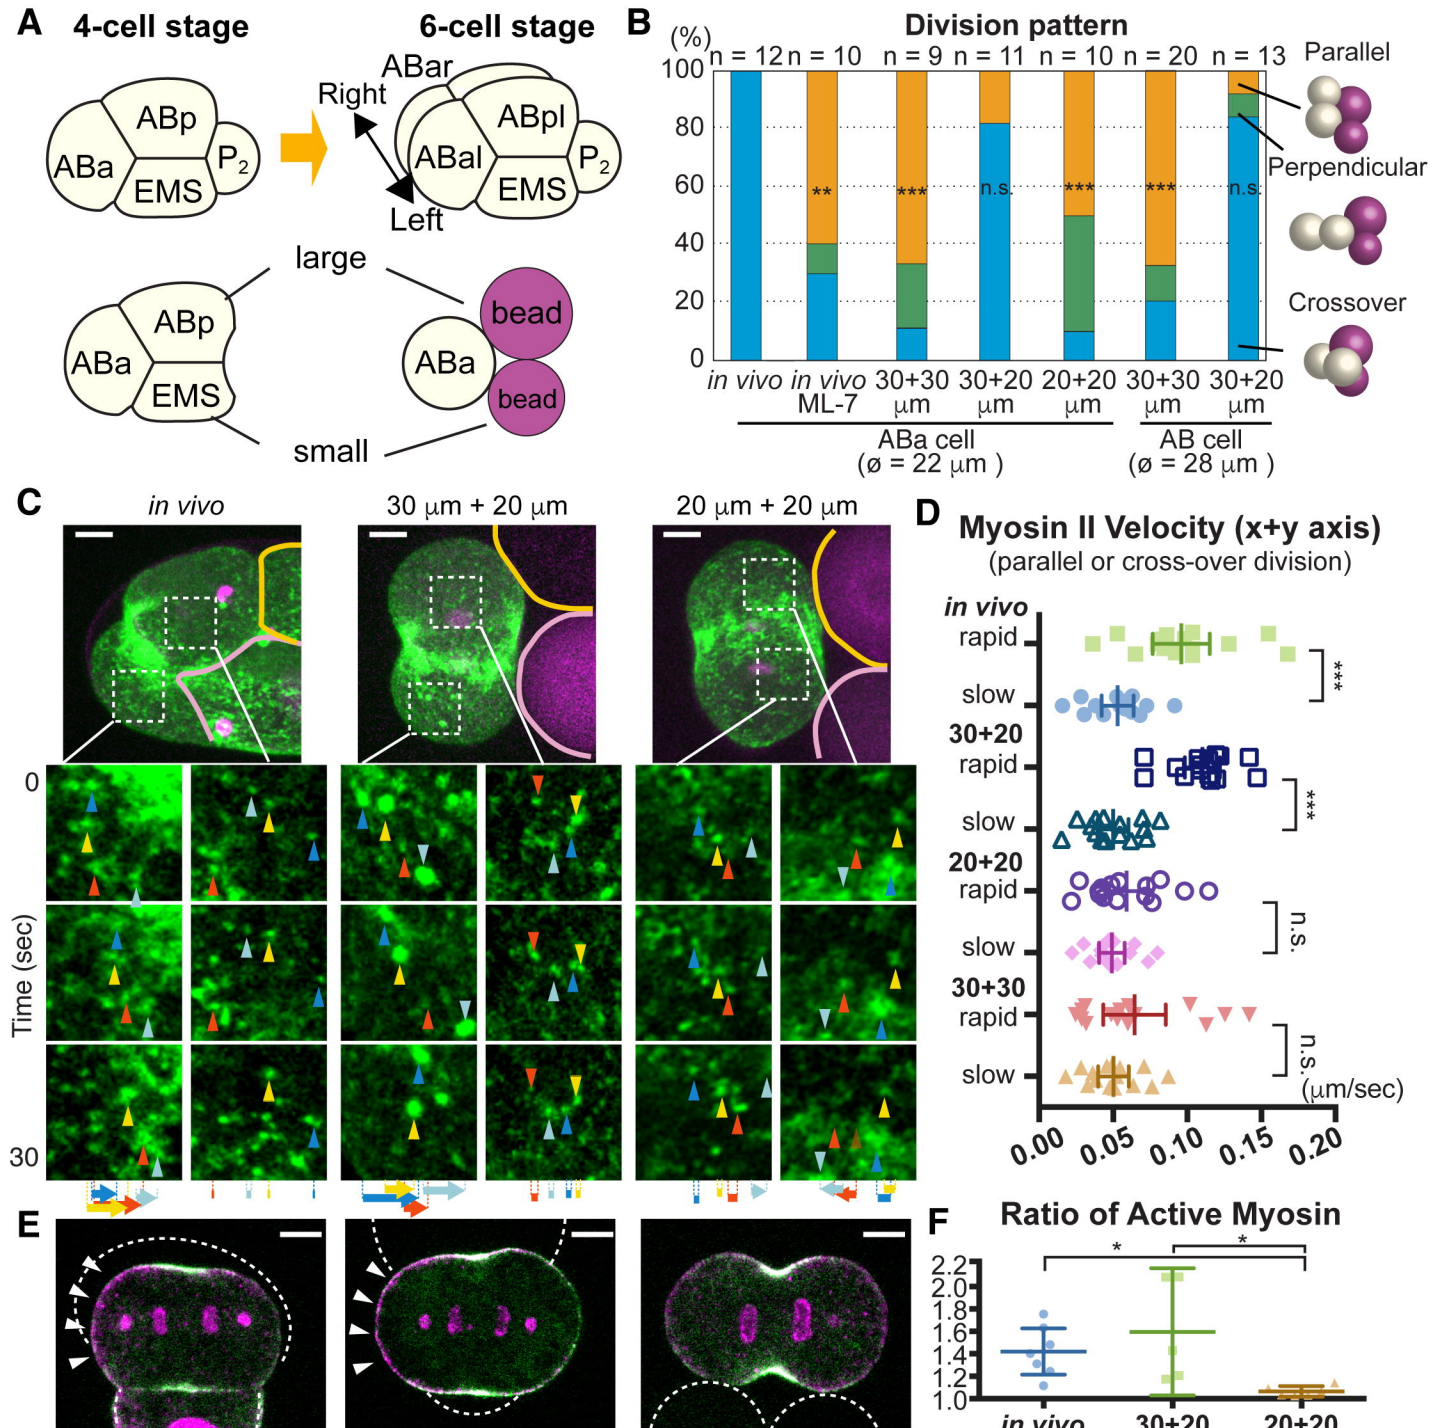 A
4-cell stage
6-cell stage
ABa
ABp
EMS
P2
Right
Left
ABar
ABal
ABpl
EMS
P2
large
small
ABa
ABp
EMS
ABa
bead
bead
B
Division pattern
(%)
n = 12 n = 10 n = 9 n = 11 n = 10 n = 20 n = 13
100
80
60
40
20
0
** *** n.s. *** *** n.s.
in vivo
in vivo ML-7
30+30 μm
30+20 μm
20+20 μm
30+30 μm
30+20 μm
ABa cell
(ø = 22 μm )
AB cell
(ø = 28 μm )
Parallel
Perpendicular
Crossover
C
in vivo
30 μm + 20 μm
20 μm + 20 μm
0
Time (sec)
30
D
Myosin II Velocity (x+y axis)
(parallel or cross-over division)
in vivo
rapid
slow
***
30+20
rapid
slow
***
20+20
rapid
slow
n.s.
30+30
rapid
slow
n.s.
(μm/sec)
0.00 0.05 0.10 0.15 0.20
E
F
Ratio of Active Myosin
* *
2.2
2.0
1.8
1.6
1.4
1.2
1.0
in vivo 30+20 20+20